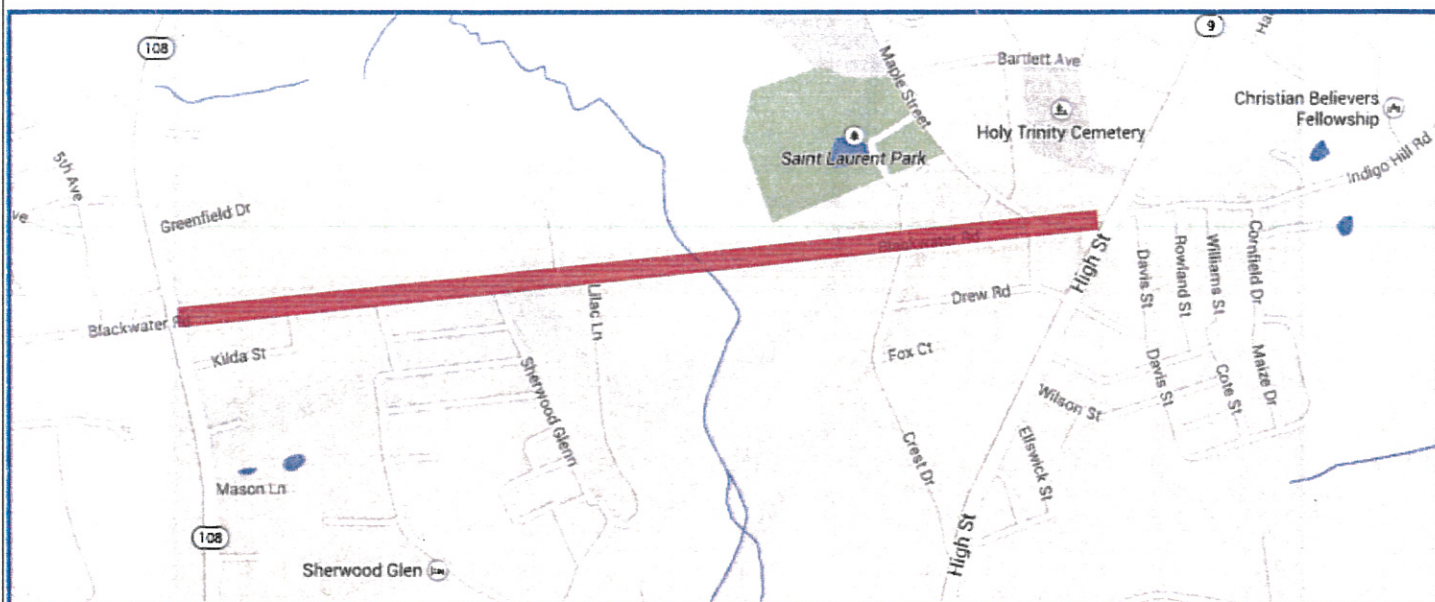 108
9
Ha
Maple Street
Bartlett Ave
Christian Believers
Fellowship
Holy Trinity Cemetery
Saint Laurent Park
Indigo Hill Rd
5th Ave
ve
Greenfield Dr
Blackwater Rd
High St
Davis St
Rowland St
Williams St
Cornfield Dr
Blackwater Rd
Kilda St
Lilac Ln
Drew Rd
Fox Ct
Sherwood Glenn
Wilson St
Davis St
Cote St
Maize Dr
Crest Dr
Ellswick St
Mason Ln
108
High St
Sherwood Glen